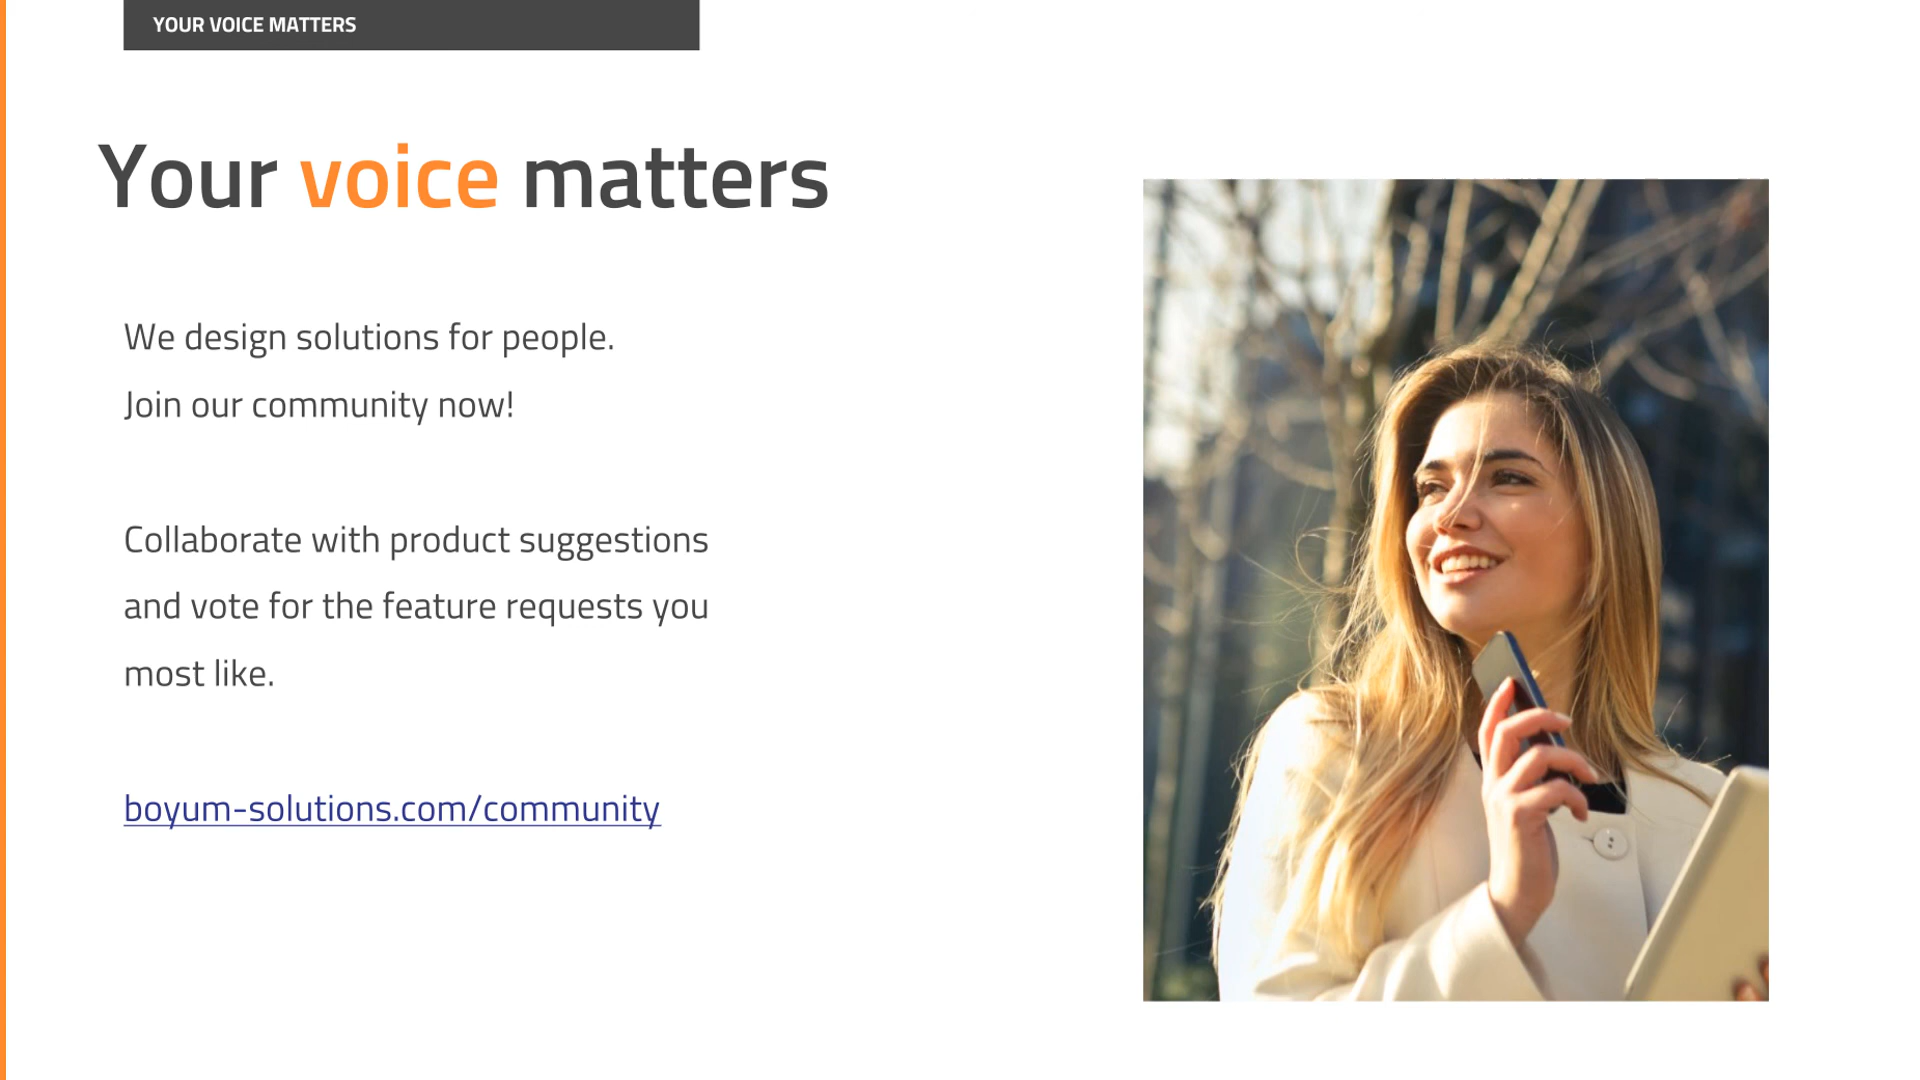 YOUR VOICE MATTERS
Your voice matters
We design solutions for people.
Join our community now!
Collaborate with product suggestions
and vote for the feature requests you
most like.
boyum-solutions.com/community